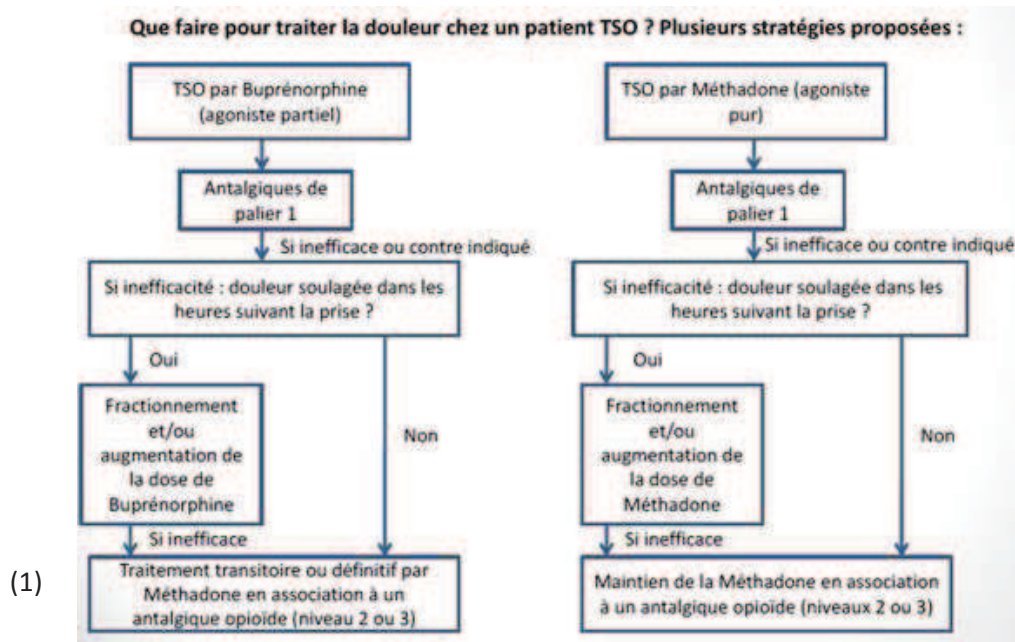 Que faire pour traiter la douleur chez un patient TSO ? Plusieurs stratégies proposées :
TSO par Buprénorphine
(agoniste partiel)
Antalgiques de
palier 1
Si inefficace ou contre indiqué
Si inefficacité : douleur soulagée dans les
heures suivant la prise ?
Oui
Non
Fractionnement
et/ou
augmentation de
la dose de
Buprénorphine
Si inefficace
(1)
Traitement transitoire ou définitif par
Méthadone en association à un
antalgique opioïde (niveau 2 ou 3)
TSO par Méthadone (agoniste
pur)
Antalgiques de
palier 1
Si inefficace ou contre indiqué
Si inefficacité : douleur soulagée dans les
heures suivant la prise ?
Oui
Non
Fractionnement
et/ou
augmentation de
la dose de
Méthadone
Si inefficace
Maintien de la Méthadone en association
à un antalgique opioïde (niveaux 2 ou 3)